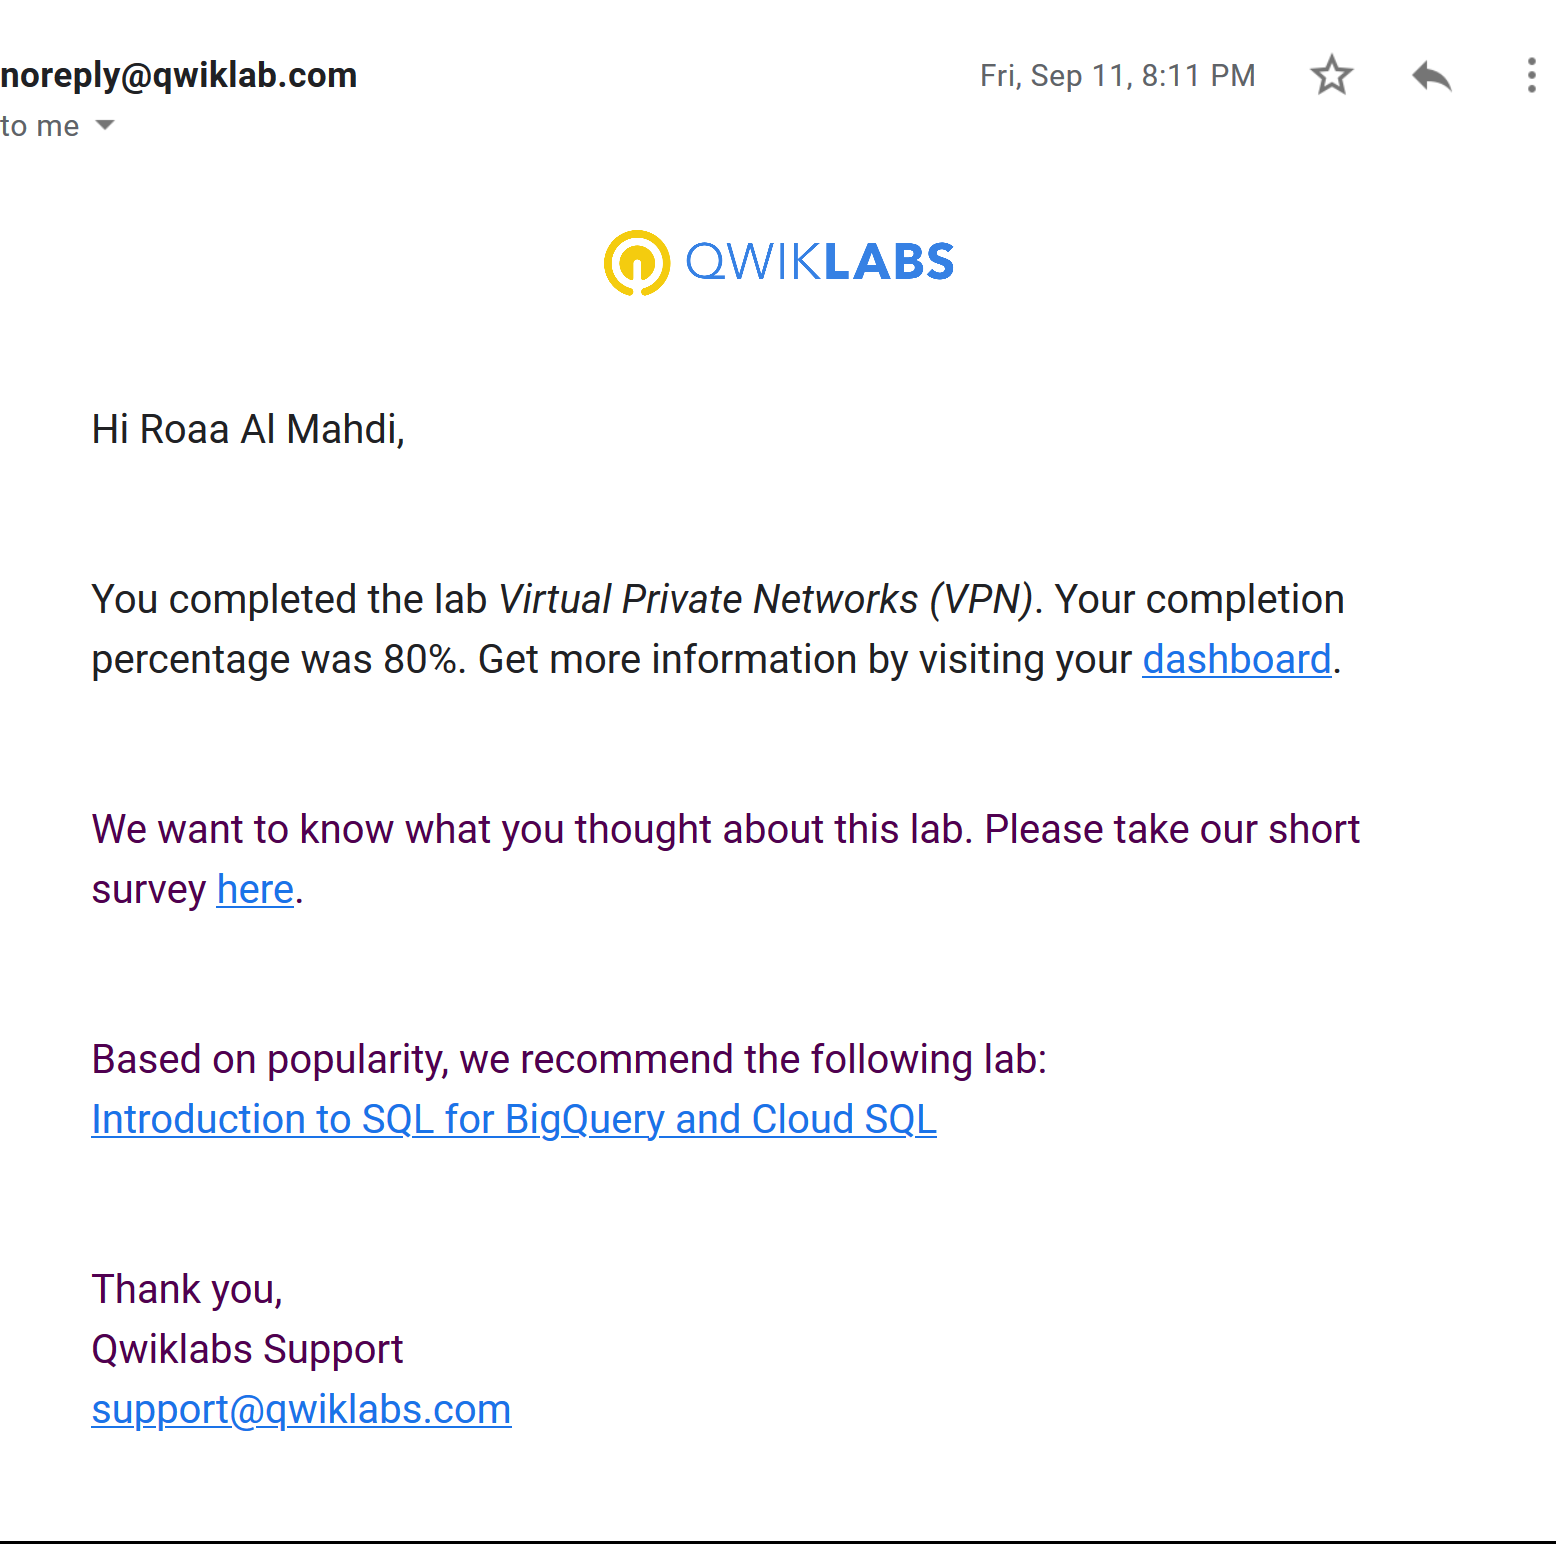 noreply@qwiklab.com
Fri, Sep 11, 8:11 PM
to me
QWIKLABS
Hi Roaa Al Mahdi,
You completed the lab Virtual Private Networks (VPN). Your completion
percentage was 80%. Get more information by visiting your dashboard.
We want to know what you thought about this lab. Please take our short
survey here.
Based on popularity, we recommend the following lab:
Introduction to SQL for BigQuery and Cloud SQL
Thank you,
Qwiklabs Support
support@qwiklabs.com